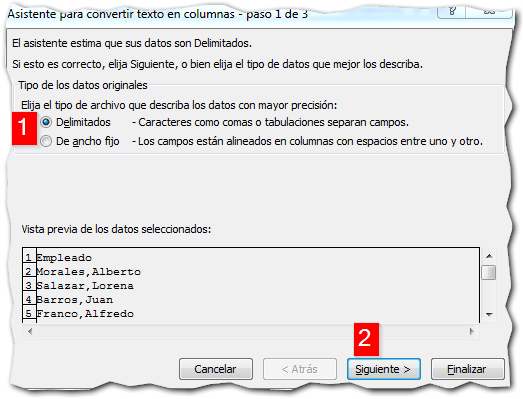 Asistente para convertir texto en columnas - paso 1 de 3
El asistente estima que sus datos son Delimitados.
Si esto es correcto, elija Siguiente, o bien elija el tipo de datos que mejor los describa.
Tipo de los datos originales
Elija el tipo de archivo que describa los datos con mayor precisión:
1
Delimitados - Caracteres como comas o tabulaciones separan campos.
De ancho fijo - Los campos están alineados en columnas con espacios entre uno y otro.
Vista previa de los datos seleccionados:
1 Empleado
2 Morales,Alberto
3 Salazar,Lorena
4 Barros,Juan
5 Franco,Alfredo
2
Cancelar < Atrás Siguiente > Finalizar